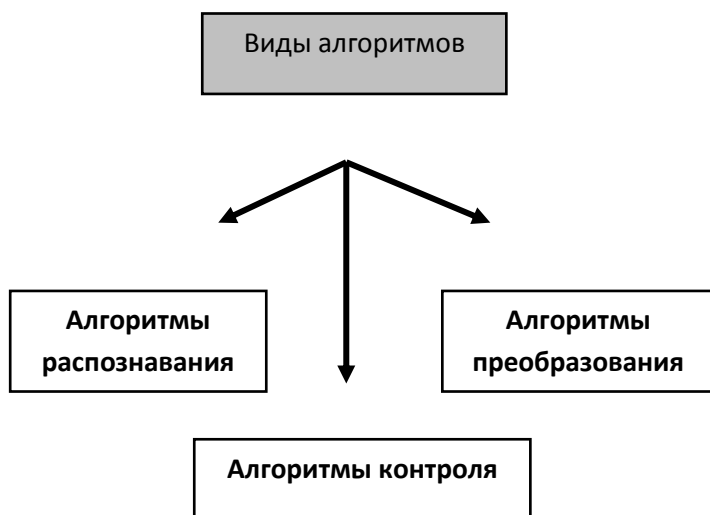 Виды алгоритмов
Алгоритмы
распознавания
Алгоритмы
преобразования
Алгоритмы контроля